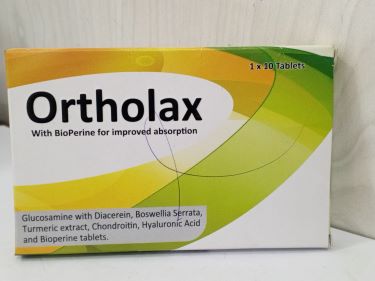 1 x 10 Tablets
Ortholax
With BioPerine for improved absorption
Glucosamine with Diacerein, Boswellia Serrata,
Turmeric extract, Chondroitin, Hyaluronic Acid
and Bioperine tablets.